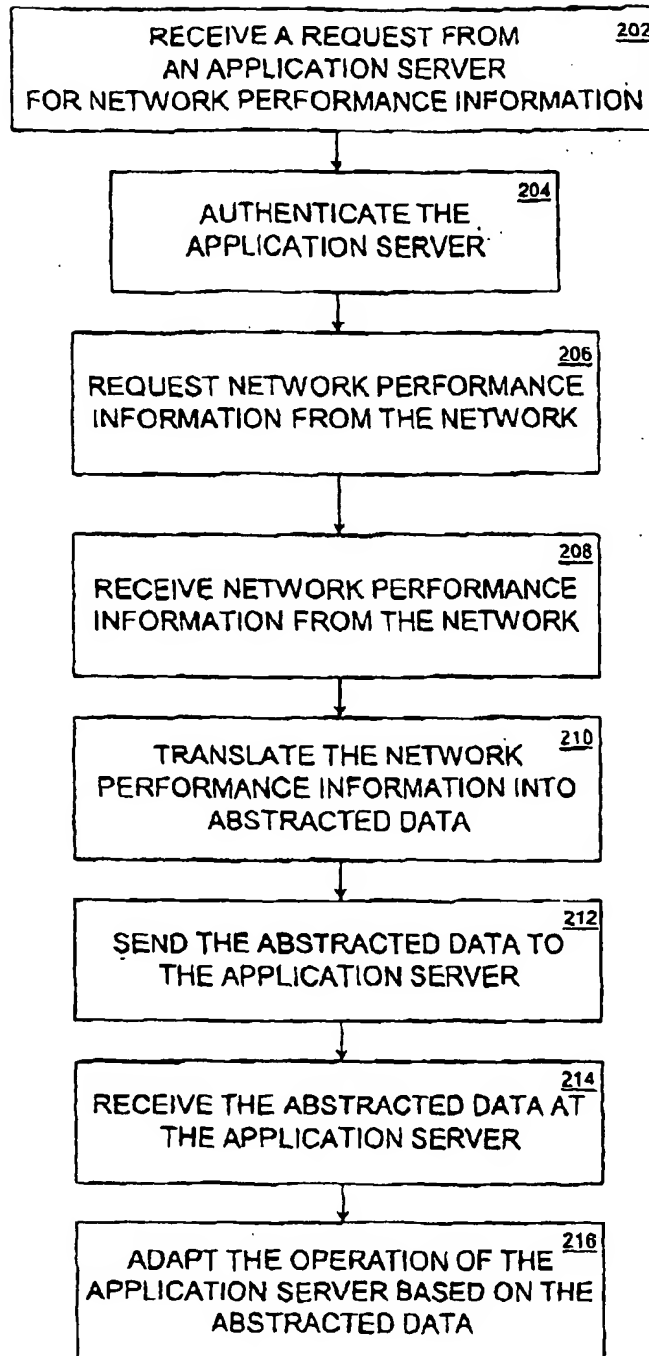 202
RECEIVE A REQUEST FROM
AN APPLICATION SERVER
FOR NETWORK PERFORMANCE INFORMATION
204
AUTHENTICATE THE
APPLICATION SERVER
206
REQUEST NETWORK PERFORMANCE
INFORMATION FROM THE NETWORK
208
RECEIVE NETWORK PERFORMANCE
INFORMATION FROM THE NETWORK
210
TRANSLATE THE NETWORK
PERFORMANCE INFORMATION INTO
ABSTRACTED DATA
212
SEND THE ABSTRACTED DATA TO
THE APPLICATION SERVER
214
RECEIVE THE ABSTRACTED DATA AT
THE APPLICATION SERVER
216
ADAPT THE OPERATION OF THE
APPLICATION SERVER BASED ON THE
ABSTRACTED DATA